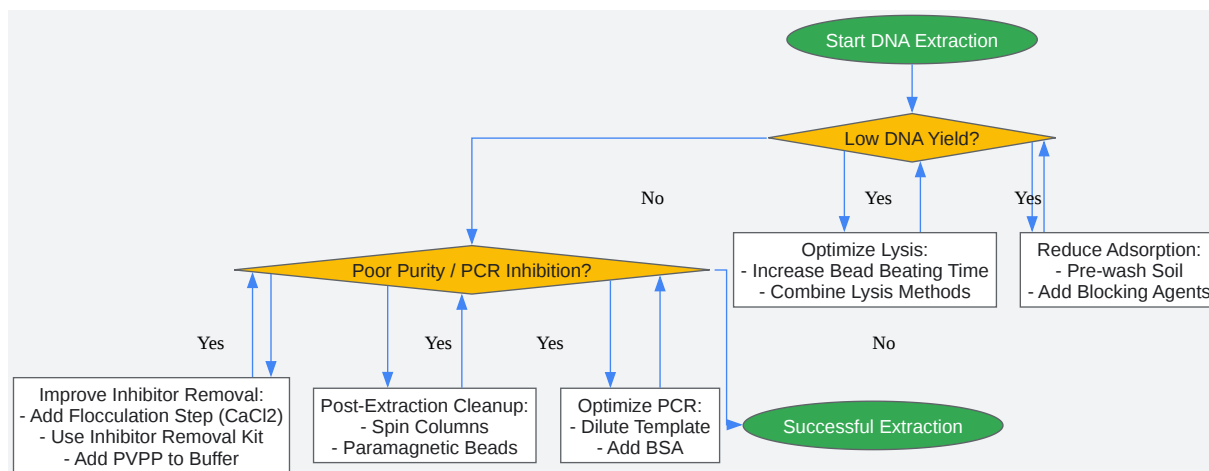 Start DNA Extraction
Low DNA Yield?
No
Yes
Yes
Optimize Lysis:
- Increase Bead Beating Time
- Combine Lysis Methods
Reduce Adsorption:
- Pre-wash Soil
- Add Blocking Agents
Poor Purity / PCR Inhibition?
Yes
Yes
Yes
No
Improve Inhibitor Removal:
- Add Flocculation Step (CaCl2)
- Use Inhibitor Removal Kit
- Add PVPP to Buffer
Post-Extraction Cleanup:
- Spin Columns
- Paramagnetic Beads
Optimize PCR:
- Dilute Template
- Add BSA
Successful Extraction